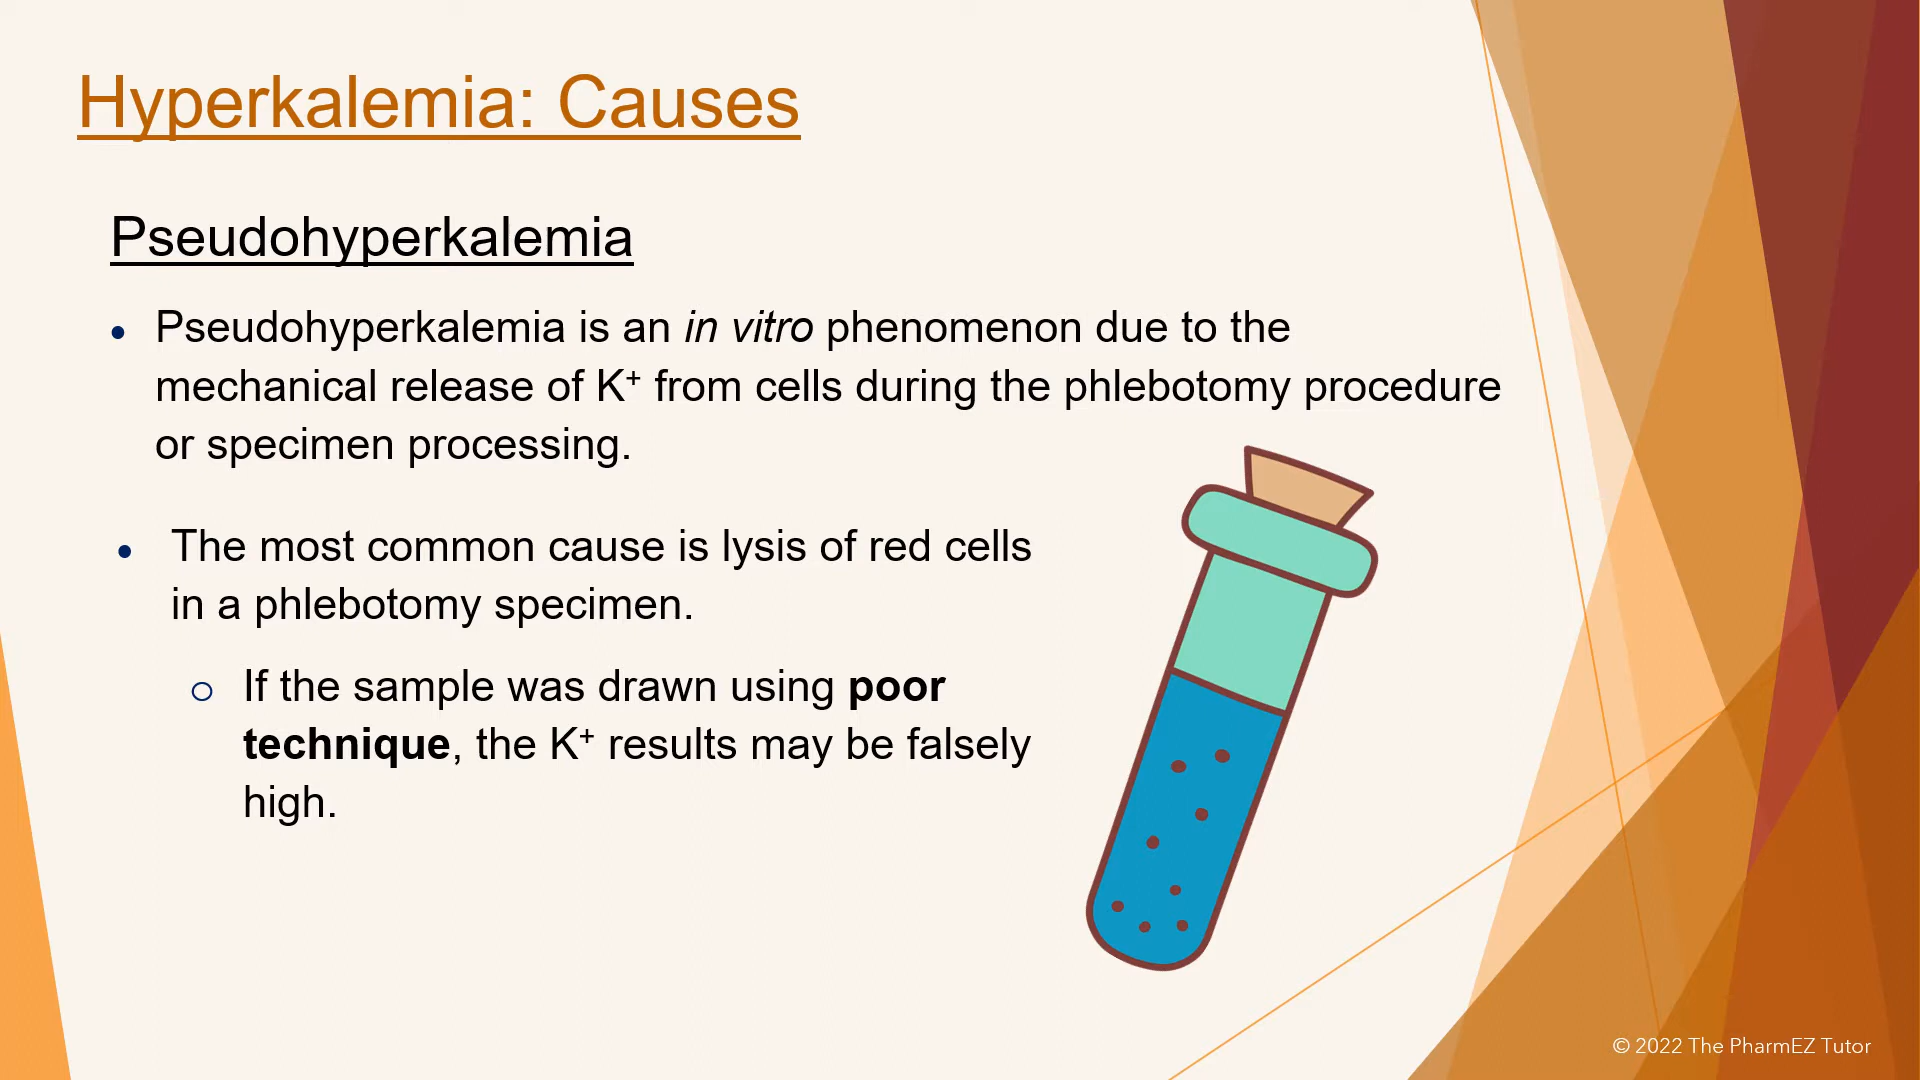 Hyperkalemia: Causes
Pseudohyperkalemia
• Pseudohyperkalemia is an in vitro phenomenon due to the
mechanical release of K⁺ from cells during the phlebotomy procedure
or specimen processing.
• The most common cause is lysis of red cells
in a phlebotomy specimen.
o If the sample was drawn using poor
technique, the K⁺ results may be falsely
high.
© 2022 The PharmEZ Tutor